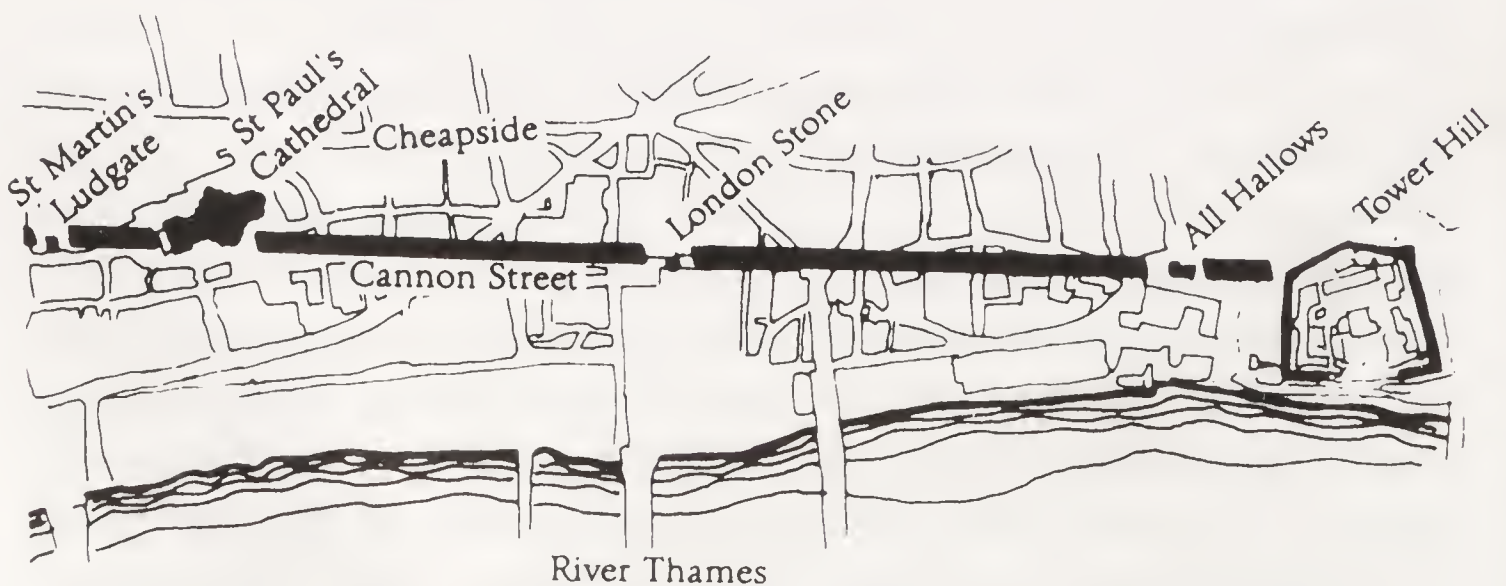 St Martin's
Ludgate
St Paul's
Cathedral
Cheapside
Cannon Street
London Stone
All Hallows
Tower Hill
River Thames